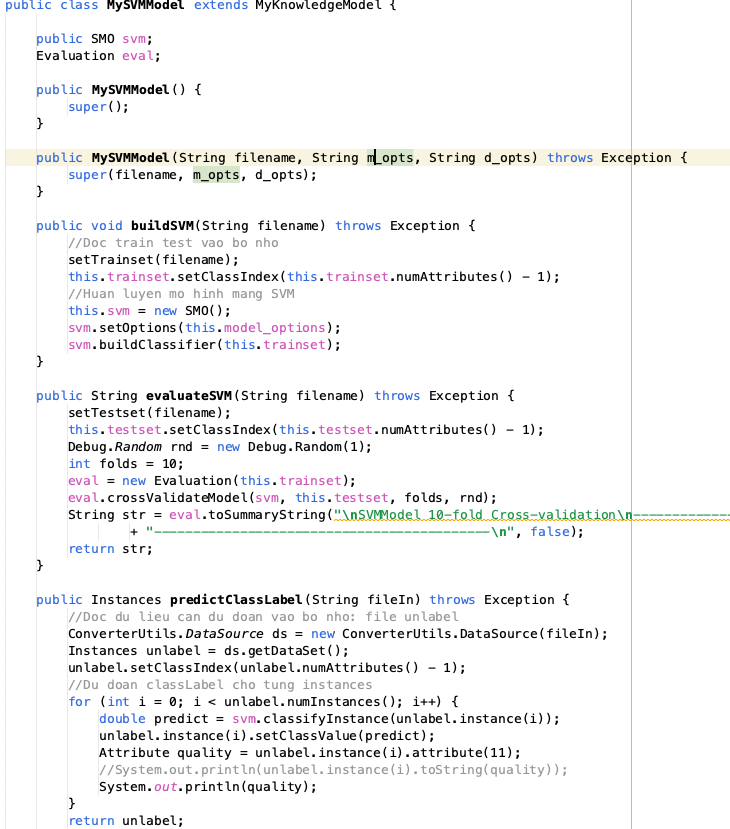 public class MySVMModel extends MyKnowledgeModel {
public SMO svm;
Evaluation eval;
public MySVMModel() {
super();
}
public MySVMModel(String filename, String m_opts, String d_opts) throws Exception {
super(filename, m_opts, d_opts);
}
public void buildSVM(String filename) throws Exception {
//Doc train test vao bo nho
setTrainset(filename);
this.trainset.setClassIndex(this.trainset.numAttributes() - 1);
//Huan luyen mo hinh mang SVM
this.svm = new SMO();
svm.setOptions(this.model_options);
svm.buildClassifier(this.trainset);
}
public String evaluateSVM(String filename) throws Exception {
setTestset(filename);
this.testset.setClassIndex(this.testset.numAttributes() - 1);
Debug.Random rnd = new Debug.Random(1);
int folds = 10;
eval = new Evaluation(this.trainset);
eval.crossValidateModel(svm, this.testset, folds, rnd);
String str = eval.toSummaryString("\nSVMModel 10-fold Cross-validation\n-------------
+ "-------------------------------------------\n", false);
return str;
}
public Instances predictClassLabel(String fileIn) throws Exception {
//Doc du lieu can du doan vao bo nho: file unlabel
ConverterUtils.DataSource ds = new ConverterUtils.DataSource(fileIn);
Instances unlabel = ds.getDataSet();
unlabel.setClassIndex(unlabel.numAttributes() - 1);
//Du doan classLabel cho tung instances
for (int i = 0; i < unlabel.numInstances(); i++) {
double predict = svm.classifyInstance(unlabel.instance(i));
unlabel.instance(i).setClassValue(predict);
Attribute quality = unlabel.instance(i).attribute(11);
//System.out.println(unlabel.instance(i).toString(quality));
System.out.println(quality);
}
return unlabel;